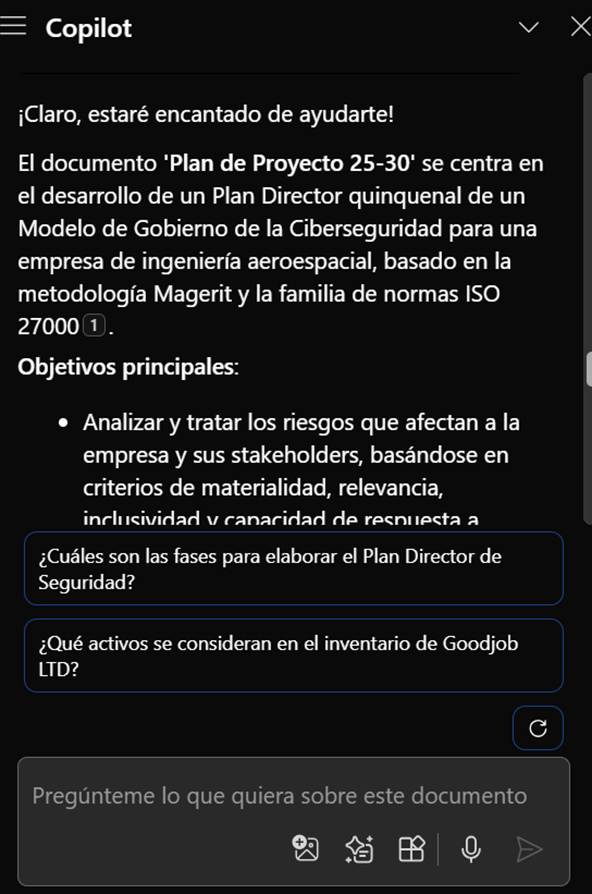 Copilot
¡Claro, estaré encantado de ayudarte!
El documento 'Plan de Proyecto 25-30' se centra en
el desarrollo de un Plan Director quinquenal de un
Modelo de Gobierno de la Ciberseguridad para una
empresa de ingeniería aeroespacial, basado en la
metodología Magerit y la familia de normas ISO
27000 1 .
Objetivos principales:
• Analizar y tratar los riesgos que afectan a la
empresa y sus stakeholders, basándose en
criterios de materialidad, relevancia,
inclusividad y capacidad de respuesta a
¿Cuáles son las fases para elaborar el Plan Director de
Seguridad?
¿Qué activos se consideran en el inventario de Goodjob
LTD?
Pregúnteme lo que quiera sobre este documento